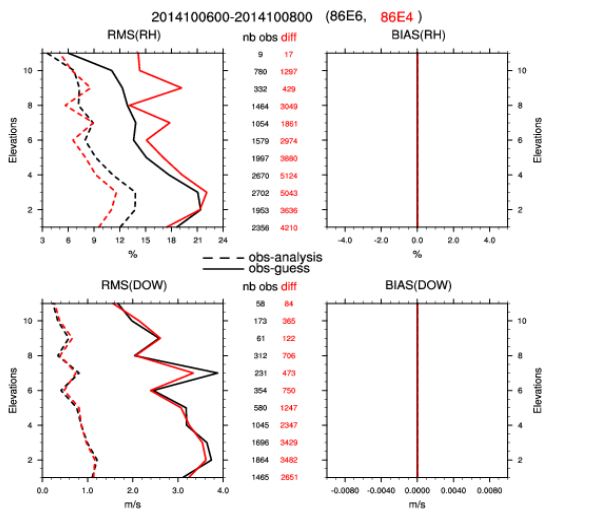 2014100600-2014100800 (86E6, 86E4 )
RMS(RH) nb obs diff BIAS(RH)
9 17
10 780 1297 10
332 429
8 1464 3049 8
1054 1861
6 1579 2974 6
1997 3680
4 2670 5124 4
2702 5043
2 1953 3636 2
2356 4210
Elevations
Elevations
3 6 9 12 15 18 21 24 -4.0 -2.0 0.0 2.0 4.0
% %
obs-analysis
obs-guess
RMS(DOW) nb obs diff BIAS(DOW)
58 84
10 173 365 10
61 122
8 312 706 8
231 473
6 354 750 6
580 1247
4 1045 2347 4
1696 3429
2 1864 3482 2
1465 2651
Elevations
Elevations
0.0 1.0 2.0 3.0 4.0 -0.0080 -0.0040 0.0000 0.0040 0.0080
m/s m/s